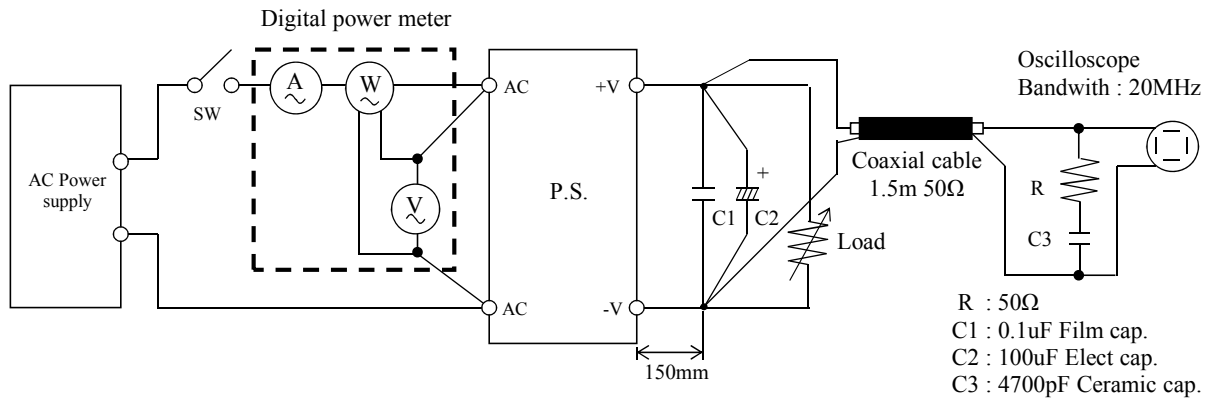 Digital power meter
AC Power
supply
SW
A
W
V
AC
AC
P.S.
+V
-V
150mm
C1
+
C2
Load
Coaxial cable
1.5m 50Ω
Oscilloscope
Bandwith : 20MHz
R
C3
R : 50Ω
C1 : 0.1uF Film cap.
C2 : 100uF Elect cap.
C3 : 4700pF Ceramic cap.